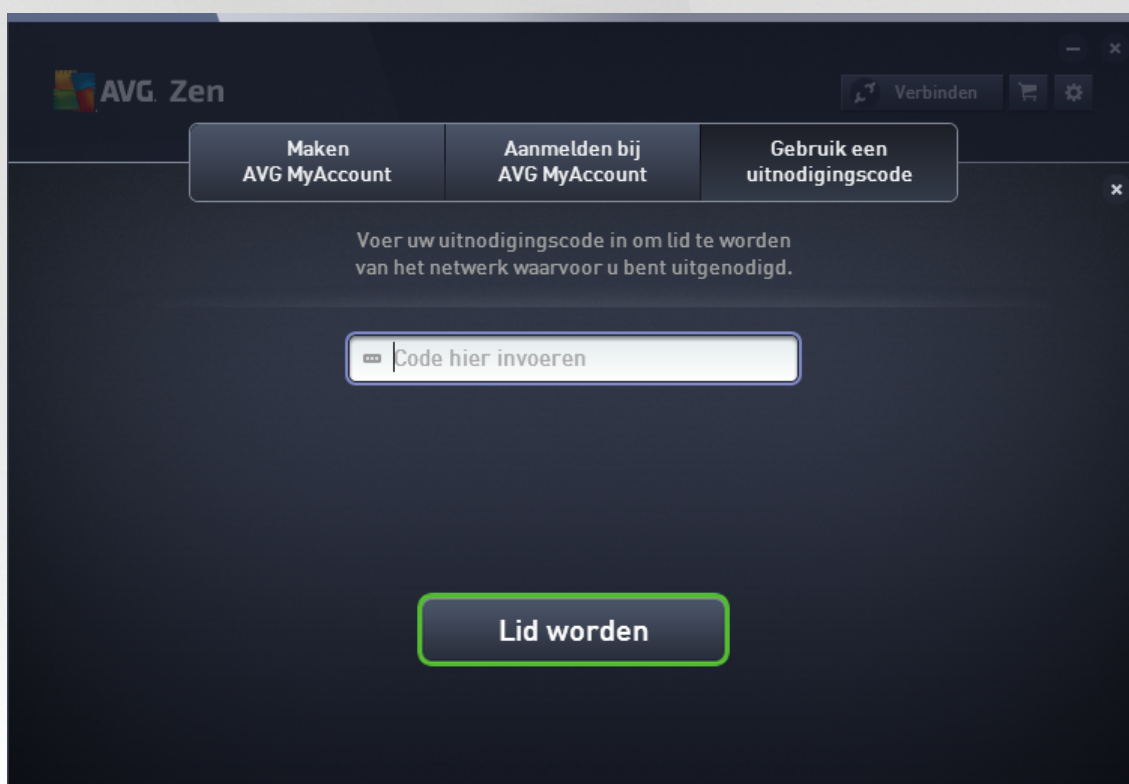 AVG. Zen
Verbinden
Maken
AVG MyAccount
Aanmelden bij
AVG MyAccount
Gebruik een
uitnodigingscode
Voer uw uitnodigingscode in om lid te worden
van het netwerk waarvoor u bent uitgenodigd.
Code hier invoeren
Lid worden